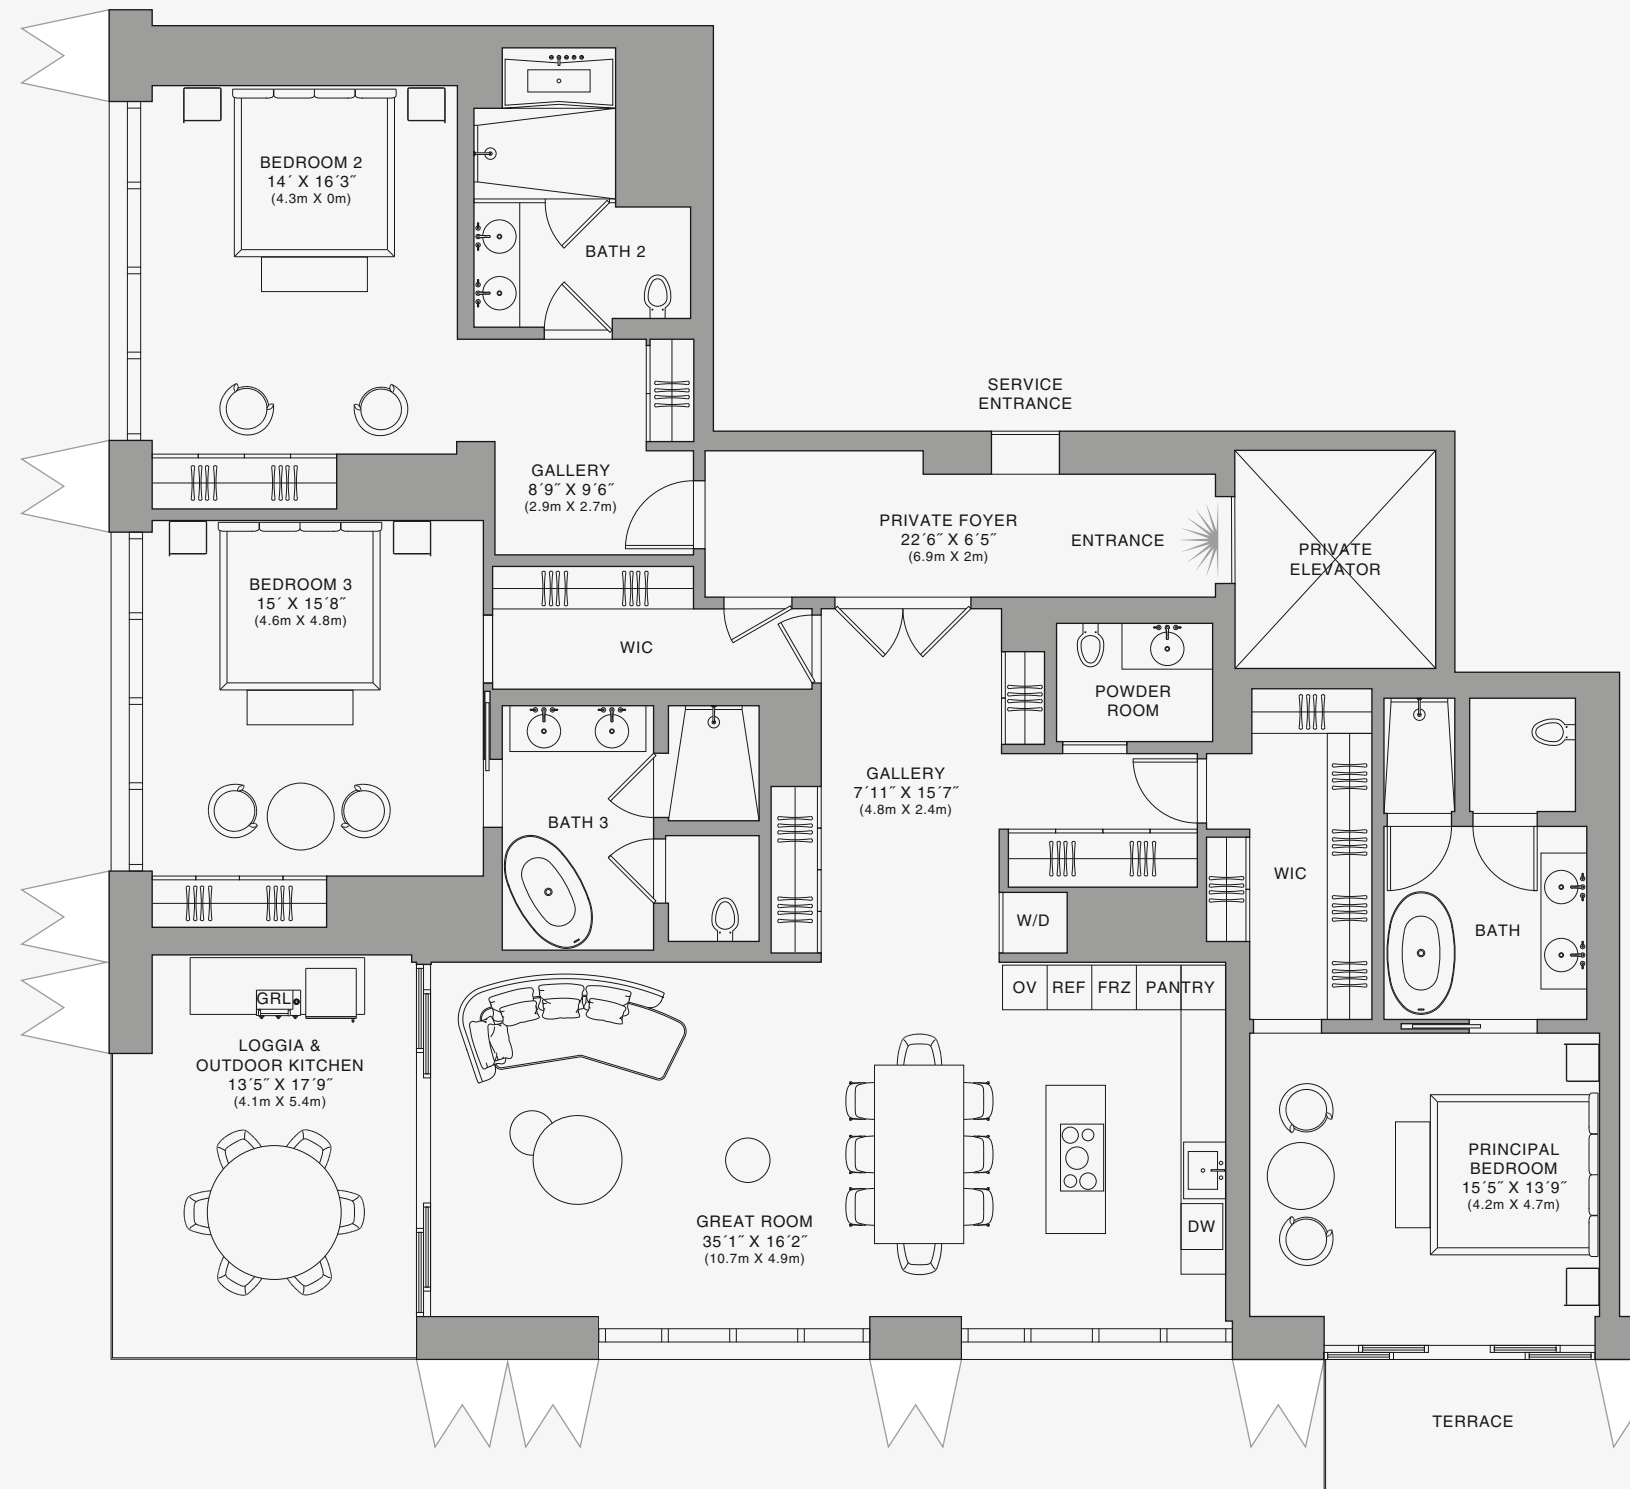 BEDROOM 2
14´ X 16´3˝
(4.3m X 0m)
BATH 2
SERVICE
ENTRANCE
GALLERY
8´9˝ X 9´6˝
(2.9m X 2.7m)
PRIVATE FOYER
22´6˝ X 6´5˝
(6.9m X 2m)
ENTRANCE
PRIVATE
ELEVATOR
BEDROOM 3
15´ X 15´8˝
(4.6m X 4.8m)
WIC
POWDER
ROOM
GALLERY
7´11˝ X 15´7˝
(4.8m X 2.4m)
BATH 3
WIC
W/D
BATH
OV
REF
FRZ
PANTRY
GRL
LOGGIA &
OUTDOOR KITCHEN
13´5˝ X 17´9˝
(4.1m X 5.4m)
PRINCIPAL
BEDROOM
15´5˝ X 13´9˝
(4.2m X 4.7m)
GREAT ROOM
35´1˝ X 16´2˝
(10.7m X 4.9m)
DW
TERRACE